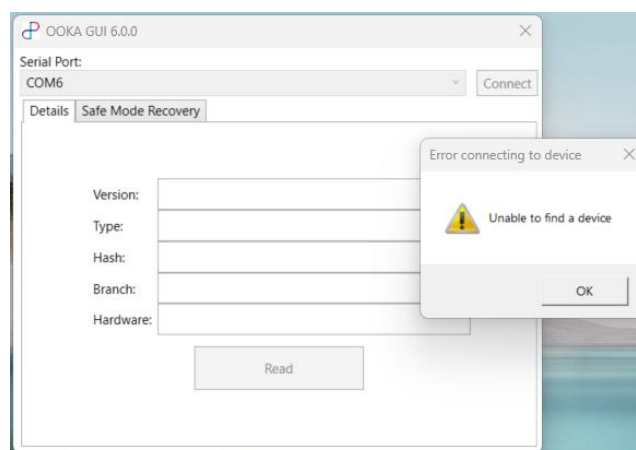 OOKA GUI 6.0.0
Serial Port:
COM6
Connect
Details
Safe Mode Recovery
Error connecting to device
Unable to find a device
OK
Version:
Type:
Hash:
Branch:
Hardware:
Read